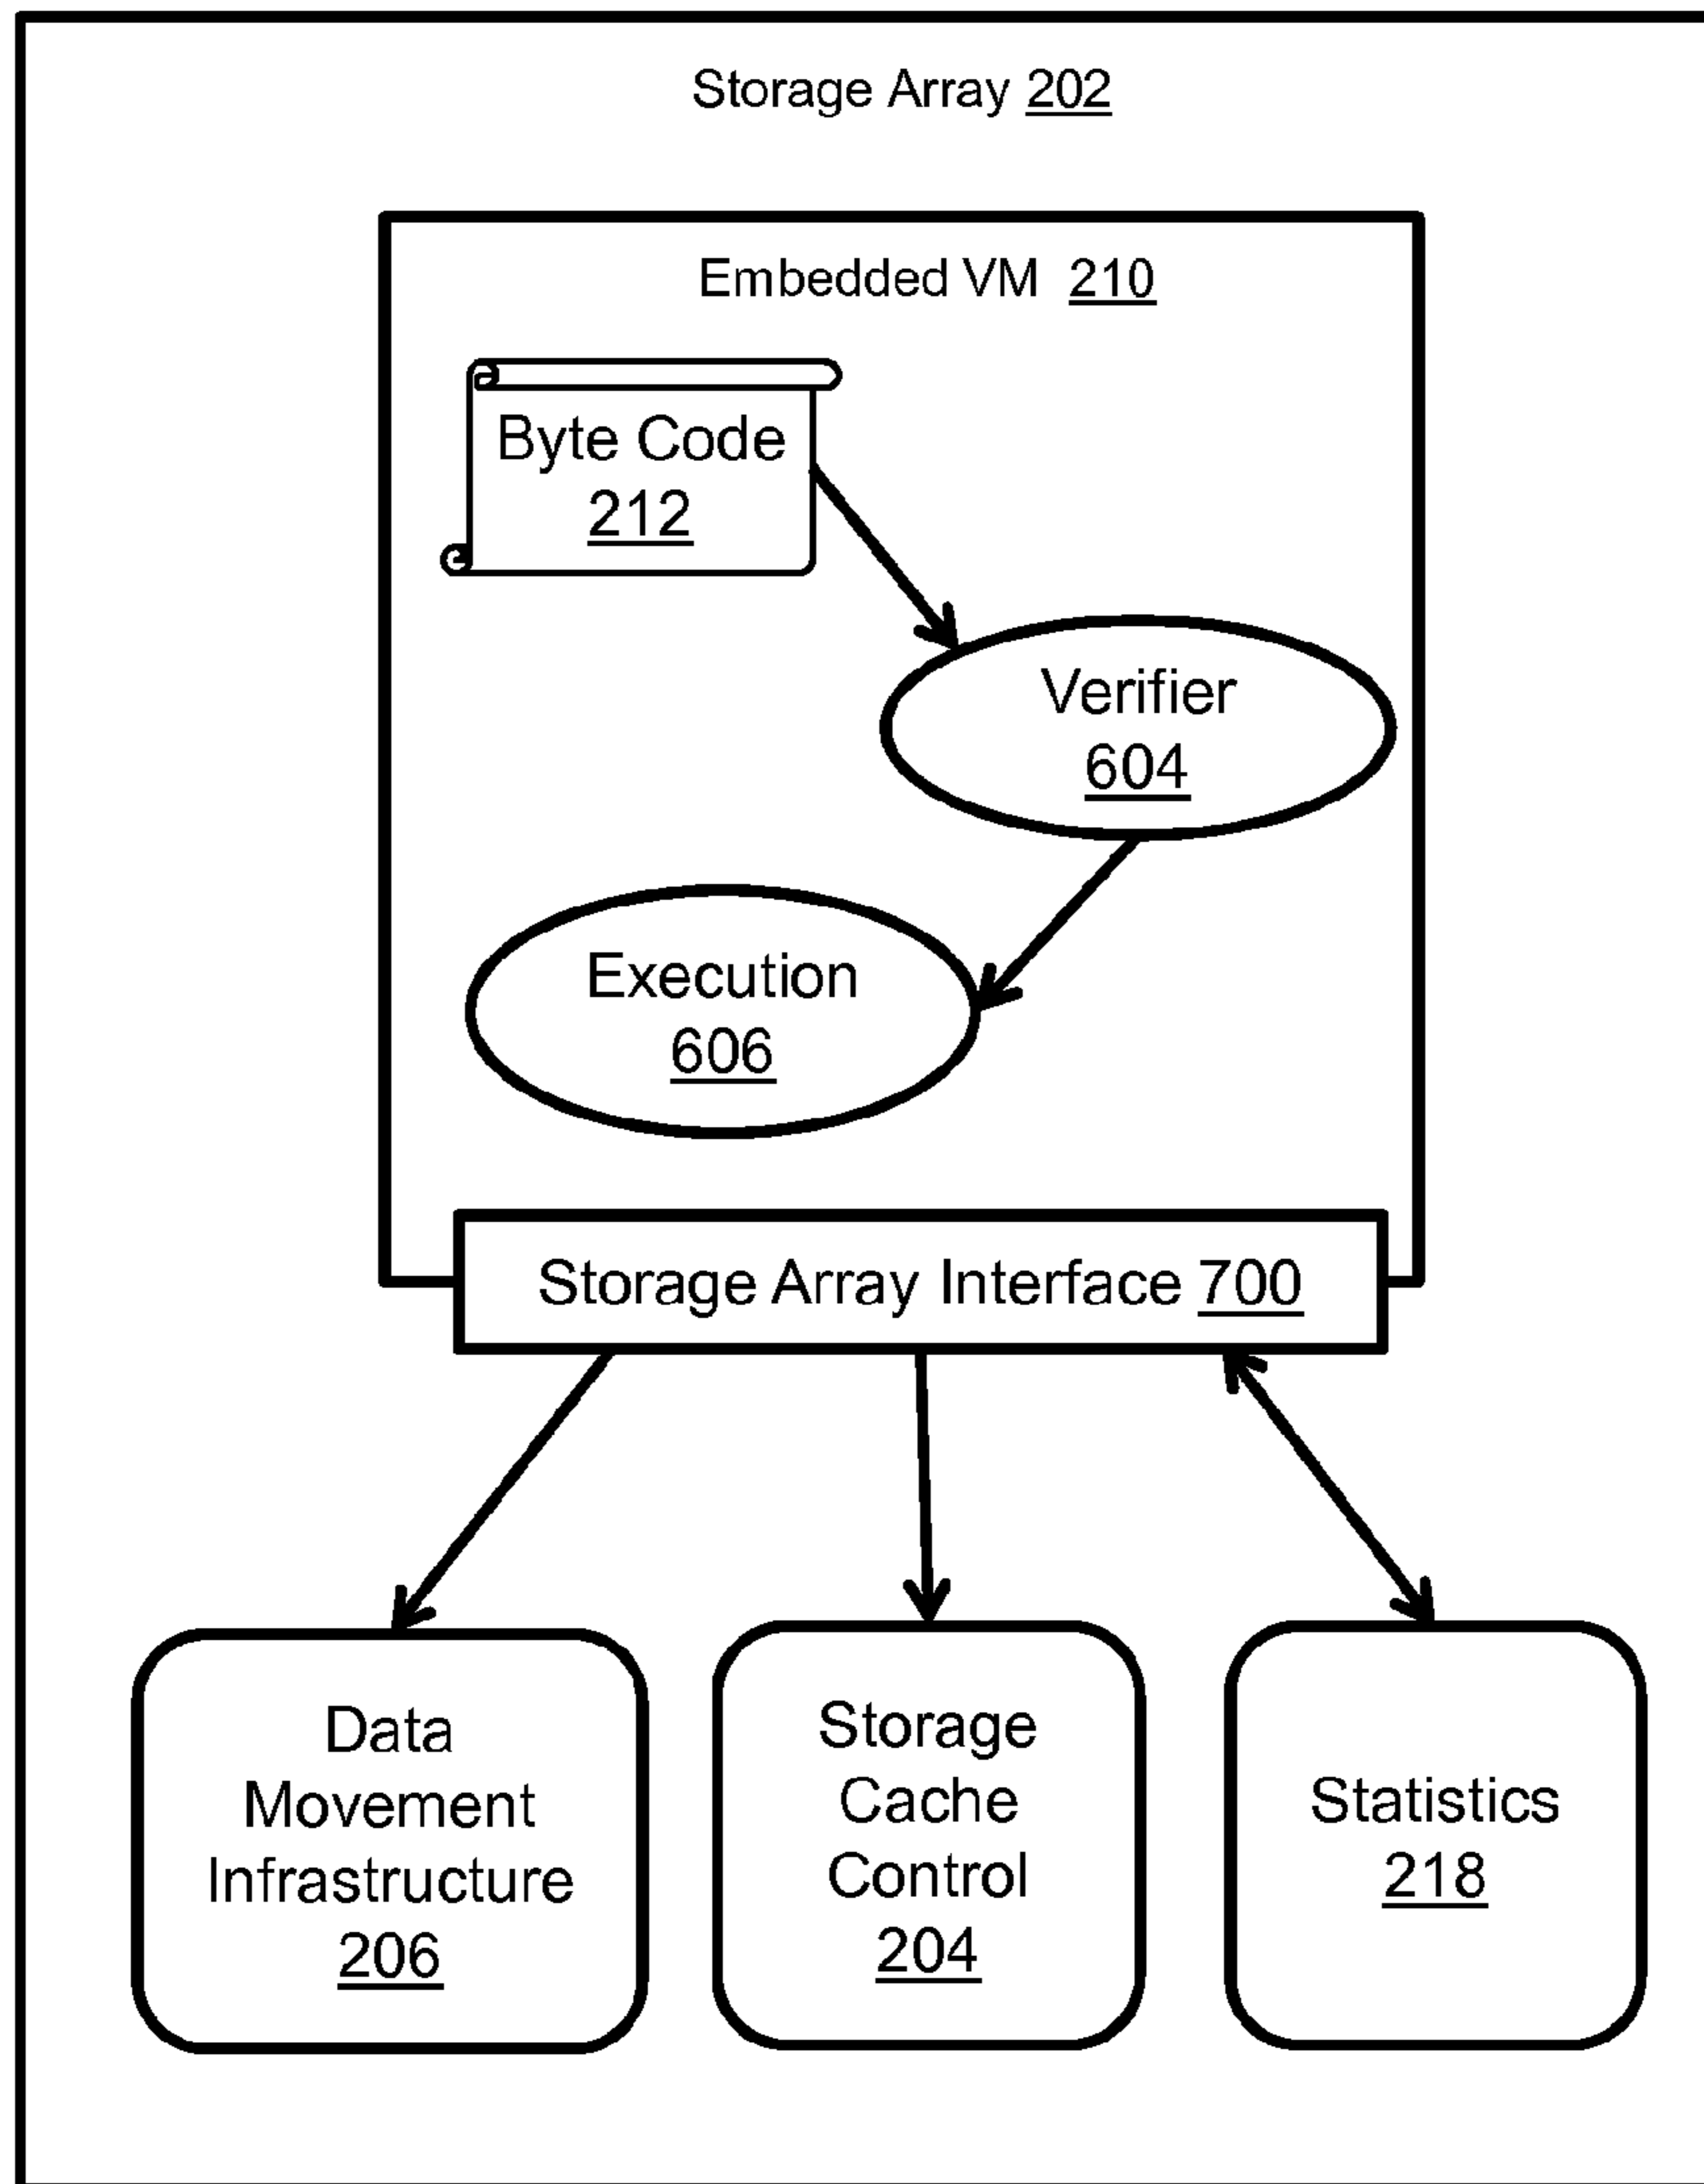 Storage Array 202
Embedded VM 210
Byte Code
212
Verifier
604
Execution
606
Storage Array Interface 700
Data
Movement
Infrastructure
206
Storage
Cache
Control
204
Statistics
218